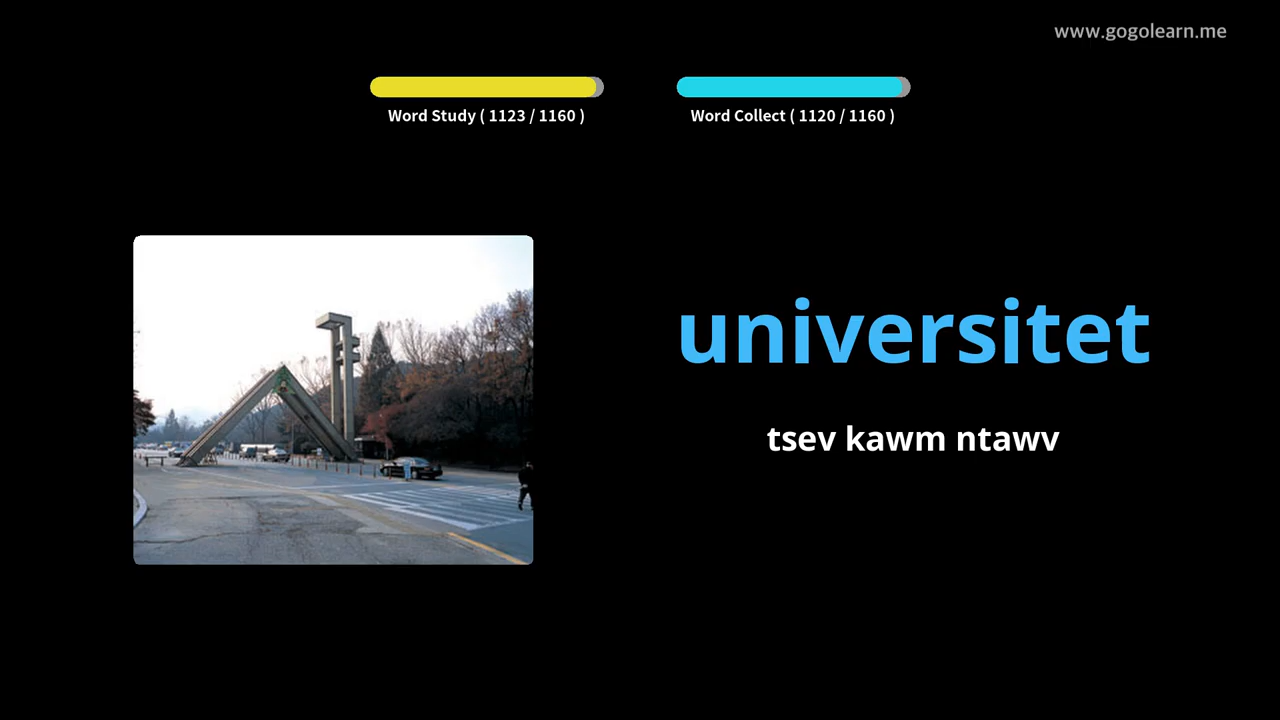 www.gogolearn.me
Word Study ( 1123 / 1160 )
Word Collect ( 1120 / 1160 )
universitet
tsev kawm ntawv